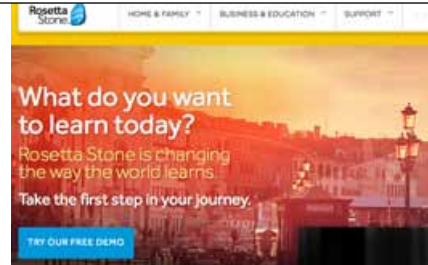 Rosetta
Stone
HOME & FAMILY
BUSINESS & EDUCATION
SUPPORT
What do you want
to learn today?
Rosetta Stone is changing
the way the world learns.
Take the first step in your journey.
TRY OUR FREE DEMO